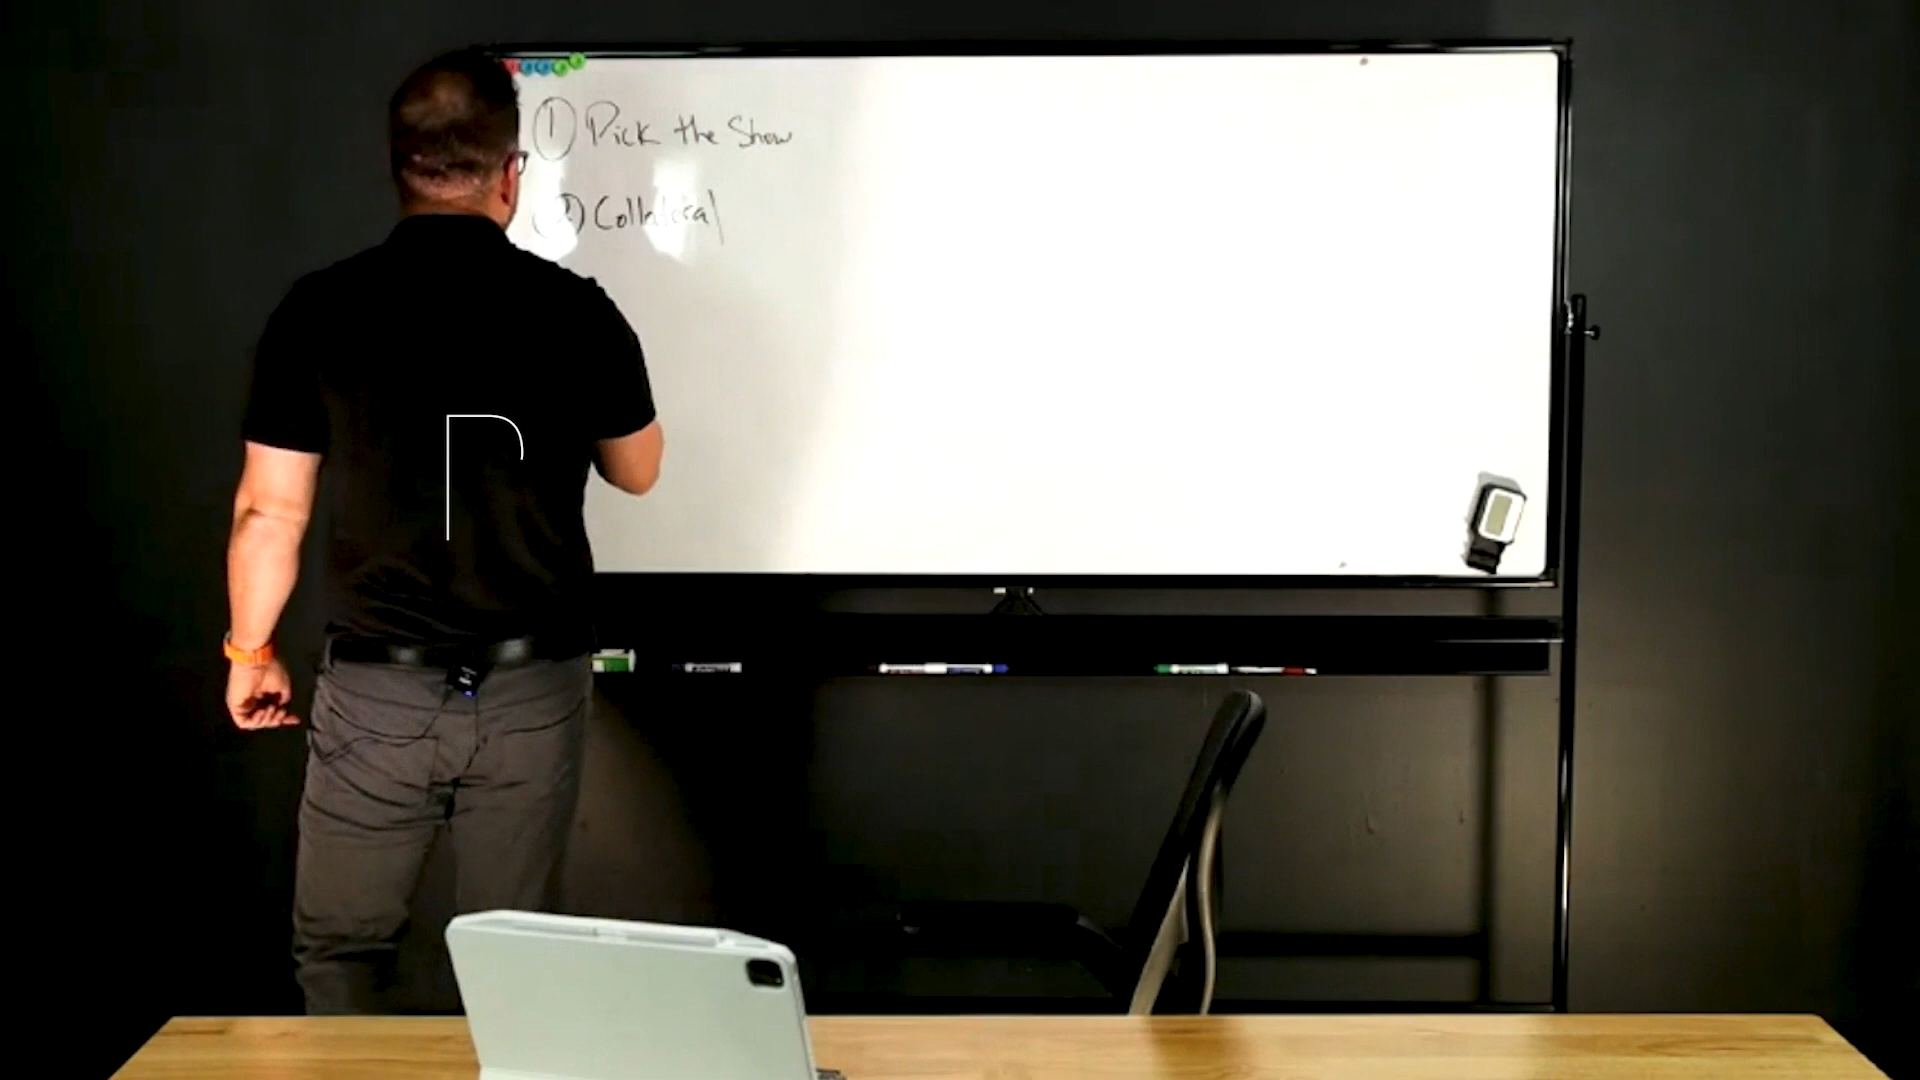 ① Pick the Show
② Collateral
P